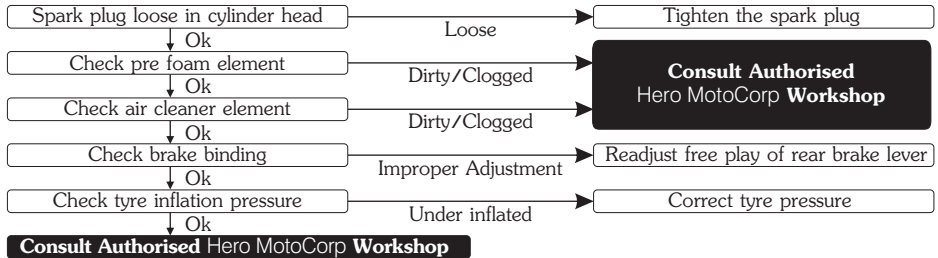 Spark plug loose in cylinder head
Loose
Tighten the spark plug
Ok
Check pre foam element
Dirty/Clogged
Consult Authorised
Hero MotoCorp Workshop
Ok
Check air cleaner element
Dirty/Clogged
Ok
Check brake binding
Improper Adjustment
Readjust free play of rear brake lever
Ok
Check tyre inflation pressure
Under inflated
Correct tyre pressure
Ok
Consult Authorised Hero MotoCorp Workshop